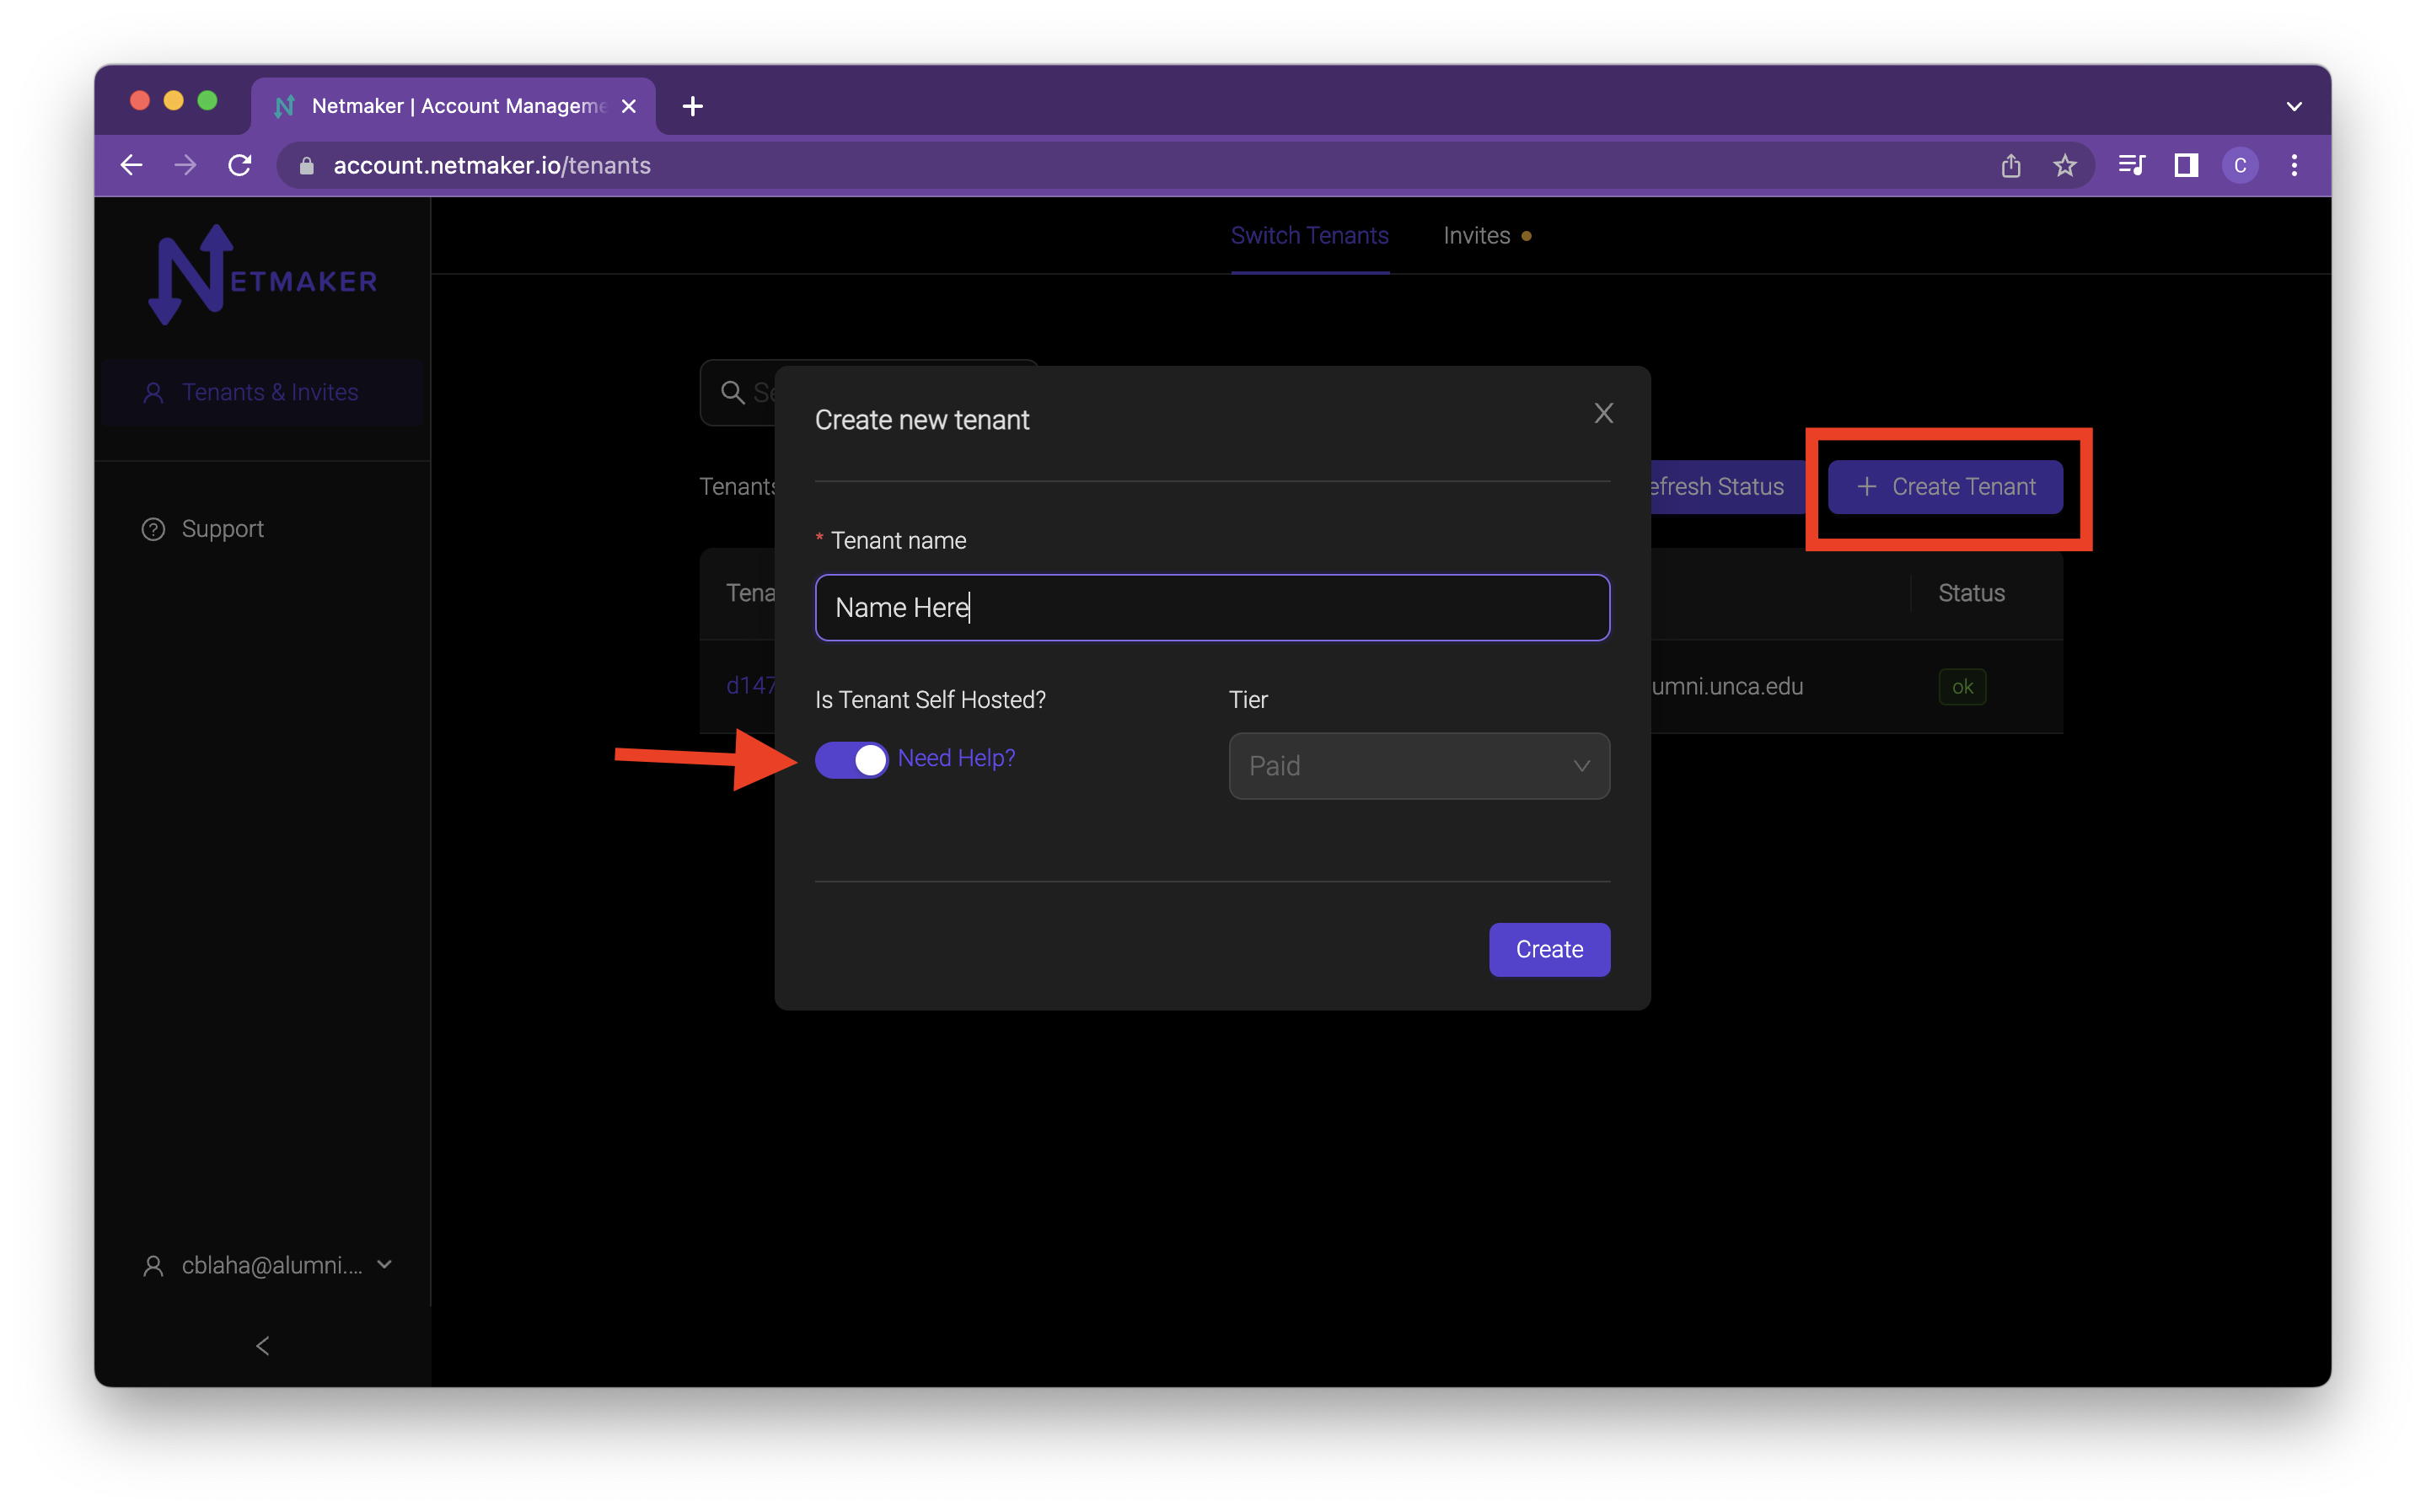 Netmaker | Account Manageme
account.netmaker.io/tenants
C
NETMAKER
Switch Tenants
Invites
Tenants & Invites
Se
Create new tenant
Tenants
efresh Status
+ Create Tenant
Support
* Tenant name
Name Here
Tena
Status
d147
umni.unca.edu
ok
Is Tenant Self Hosted?
Tier
Need Help?
Paid
Create
cblaha@alumni....